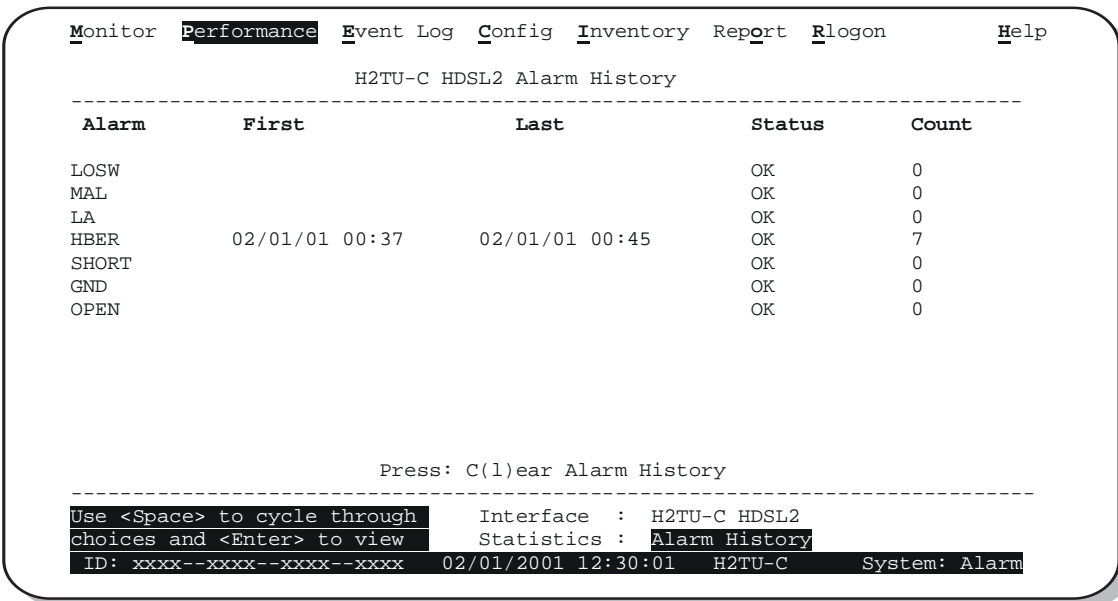 Monitor Performance Event Log Config Inventory Report Rlogon Help
H2TU-C HDSL2 Alarm History
--------------------------------------------------------------------------------
Alarm First Last Status Count
LOSW OK 0
MAL OK 0
LA OK 0
HBER 02/01/01 00:37 02/01/01 00:45 OK 7
SHORT OK 0
GND OK 0
OPEN OK 0
Press: C(l)ear Alarm History
--------------------------------------------------------------------------------
Use <Space> to cycle through Interface : H2TU-C HDSL2
choices and <Enter> to view Statistics : Alarm History
ID: xxxx--xxxx--xxxx--xxxx 02/01/2001 12:30:01 H2TU-C System: Alarm